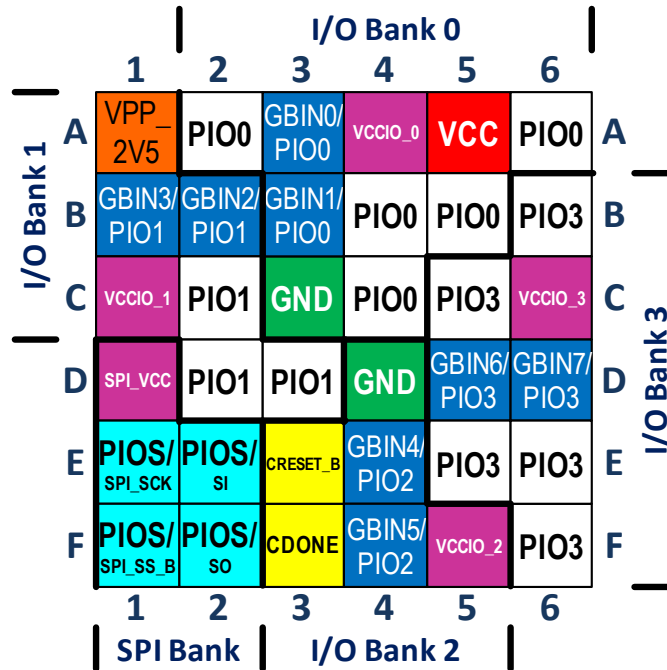 I/O Bank 0
1 2 3 4 5 6
I/O Bank 1
A VPP_ PIO0 GBIN0/ VCCIO_0 VCC PIO0 A
2V5 PIO0
B GBIN3/ GBIN2/ GBIN1/ PIO0 PIO0 PIO3 B
PIO1 PIO1 PIO0
C VCCIO_1 PIO1 GND PIO0 PIO3 VCCIO_3 C
I/O Bank 3
D SPI_VCC PIO1 PIO1 GND GBIN6/ GBIN7/ D
PIO3 PIO3
E PIOS/ PIOS/ CRESET_B GBIN4/ PIO3 PIO3 E
SPI_SCK SI PIO2
F PIOS/ PIOS/ CDONE GBIN5/ VCCIO_2 PIO3 F
SPI_SS_B SO PIO2
1 2 3 4 5 6
SPI Bank I/O Bank 2